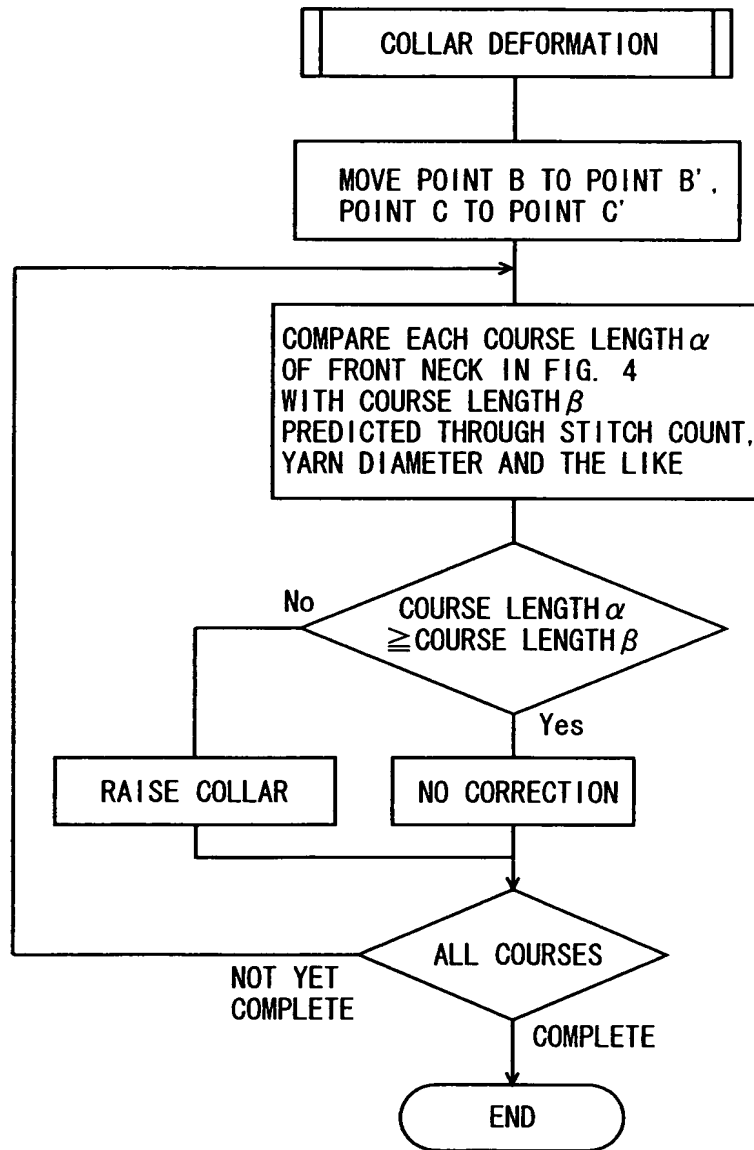 COLLAR DEFORMATION
MOVE POINT B TO POINT B',
POINT C TO POINT C'
COMPARE EACH COURSE LENGTH α
OF FRONT NECK IN FIG. 4
WITH COURSE LENGTH β
PREDICTED THROUGH STITCH COUNT,
YARN DIAMETER AND THE LIKE
No
COURSE LENGTH α
≧COURSE LENGTH β
Yes
RAISE COLLAR
NO CORRECTION
ALL COURSES
NOT YET
COMPLETE
COMPLETE
END